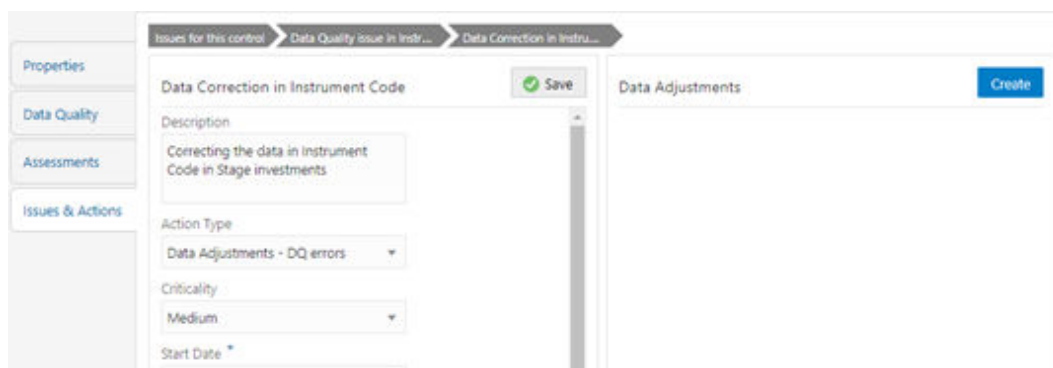 Issues for this control
Data Quality issue in Instr...
Data Correction in Instru...
Properties
Data Quality
Assessments
Issues & Actions
Data Correction in Instrument Code
Save
Description
Correcting the data in Instrument
Code in Stage investments
Action Type
Data Adjustments - DQ errors
Criticality
Medium
Start Date *
Data Adjustments
Create